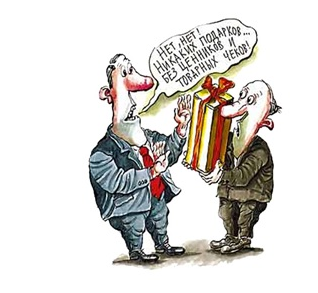 НЕТ, НЕТ!
НИКАКИХ ПОДАРКОВ...
БЕЗ ЦЕННИКОВ И
ТОВАРНЫХ ЧЕКОВ!